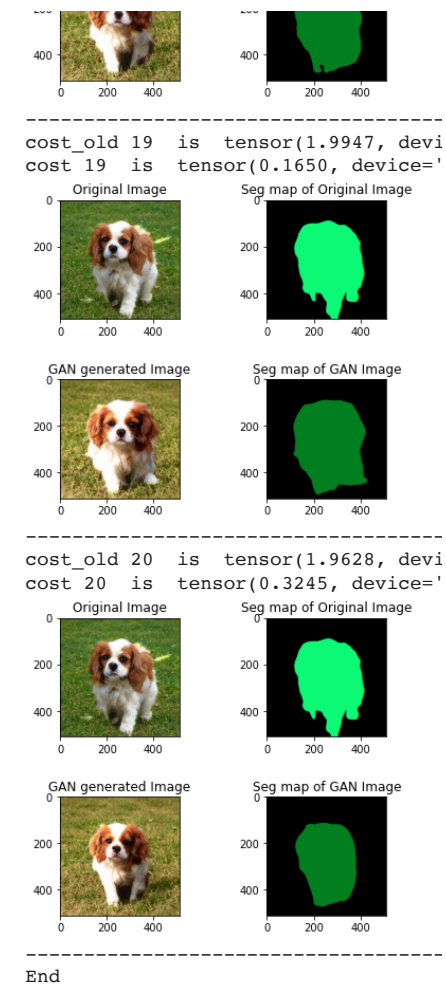 400
0 200 400 0 200 400
------------------------------------
cost_old 19 is tensor(1.9947, devi
cost 19 is tensor(0.1650, device='
Original Image Seg map of Original Image
0 0
200 200
400 400
0 200 400 0 200 400
GAN generated Image Seg map of GAN Image
0 0
200 200
400 400
0 200 400 0 200 400
------------------------------------
cost_old 20 is tensor(1.9628, devi
cost 20 is tensor(0.3245, device='
Original Image Seg map of Original Image
0 0
200 200
400 400
0 200 400 0 200 400
GAN generated Image Seg map of GAN Image
0 0
200 200
400 400
0 200 400 0 200 400
------------------------------------
End